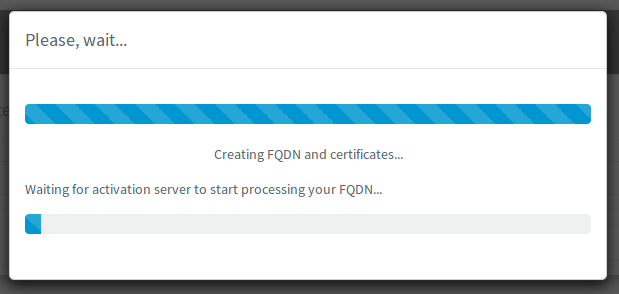 Please, wait...
Creating FQDN and certificates...
Waiting for activation server to start processing your FQDN...